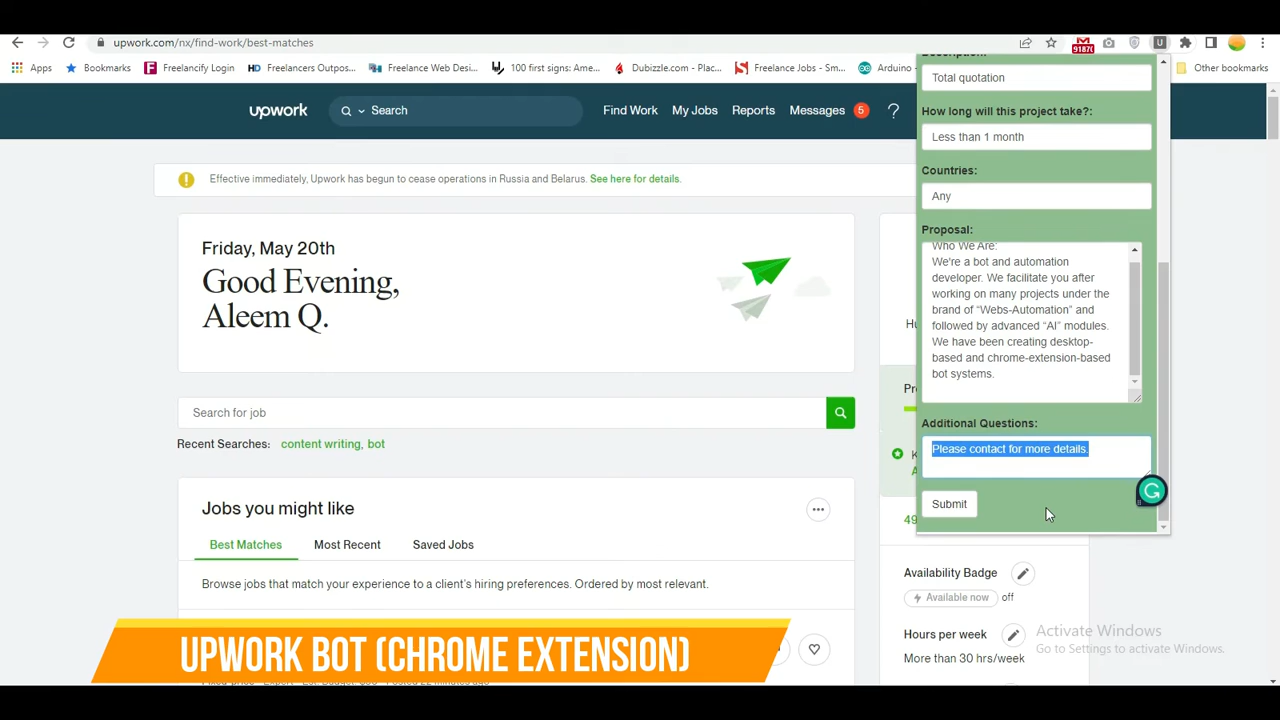 upwork.com/nx/find-work/best-matches
9187(
U
Apps
Bookmarks
Freelancify Login
HD Freelancers Outpos...
Freelance Web Desi...
100 first signs: Ame...
Dubizzle.com - Plac...
Freelance Jobs - Sm...
Arduino -
Other bookmarks
upwork
Search
Find Work
My Jobs
Reports
Messages
5
?
Effective immediately, Upwork has begun to cease operations in Russia and Belarus. See here for details.
Friday, May 20th
Good Evening,
Aleem Q.
Search for job
Recent Searches: content writing, bot
Jobs you might like
Best Matches
Most Recent
Saved Jobs
Browse jobs that match your experience to a client's hiring preferences. Ordered by most relevant.
Description:
Total quotation
How long will this project take?:
Less than 1 month
Countries:
Any
Proposal:
Who We Are:
We're a bot and automation
developer. We facilitate you after
working on many projects under the
brand of “Webs-Automation” and
followed by advanced “AI” modules.
We have been creating desktop-
based and chrome-extension-based
bot systems.
Additional Questions:
Please contact for more details.
Submit
Availability Badge
Available now
off
Hours per week
More than 30 hrs/week
Activate Windows
Go to Settings to activate Windows.
UPWORK BOT (CHROME EXTENSION)